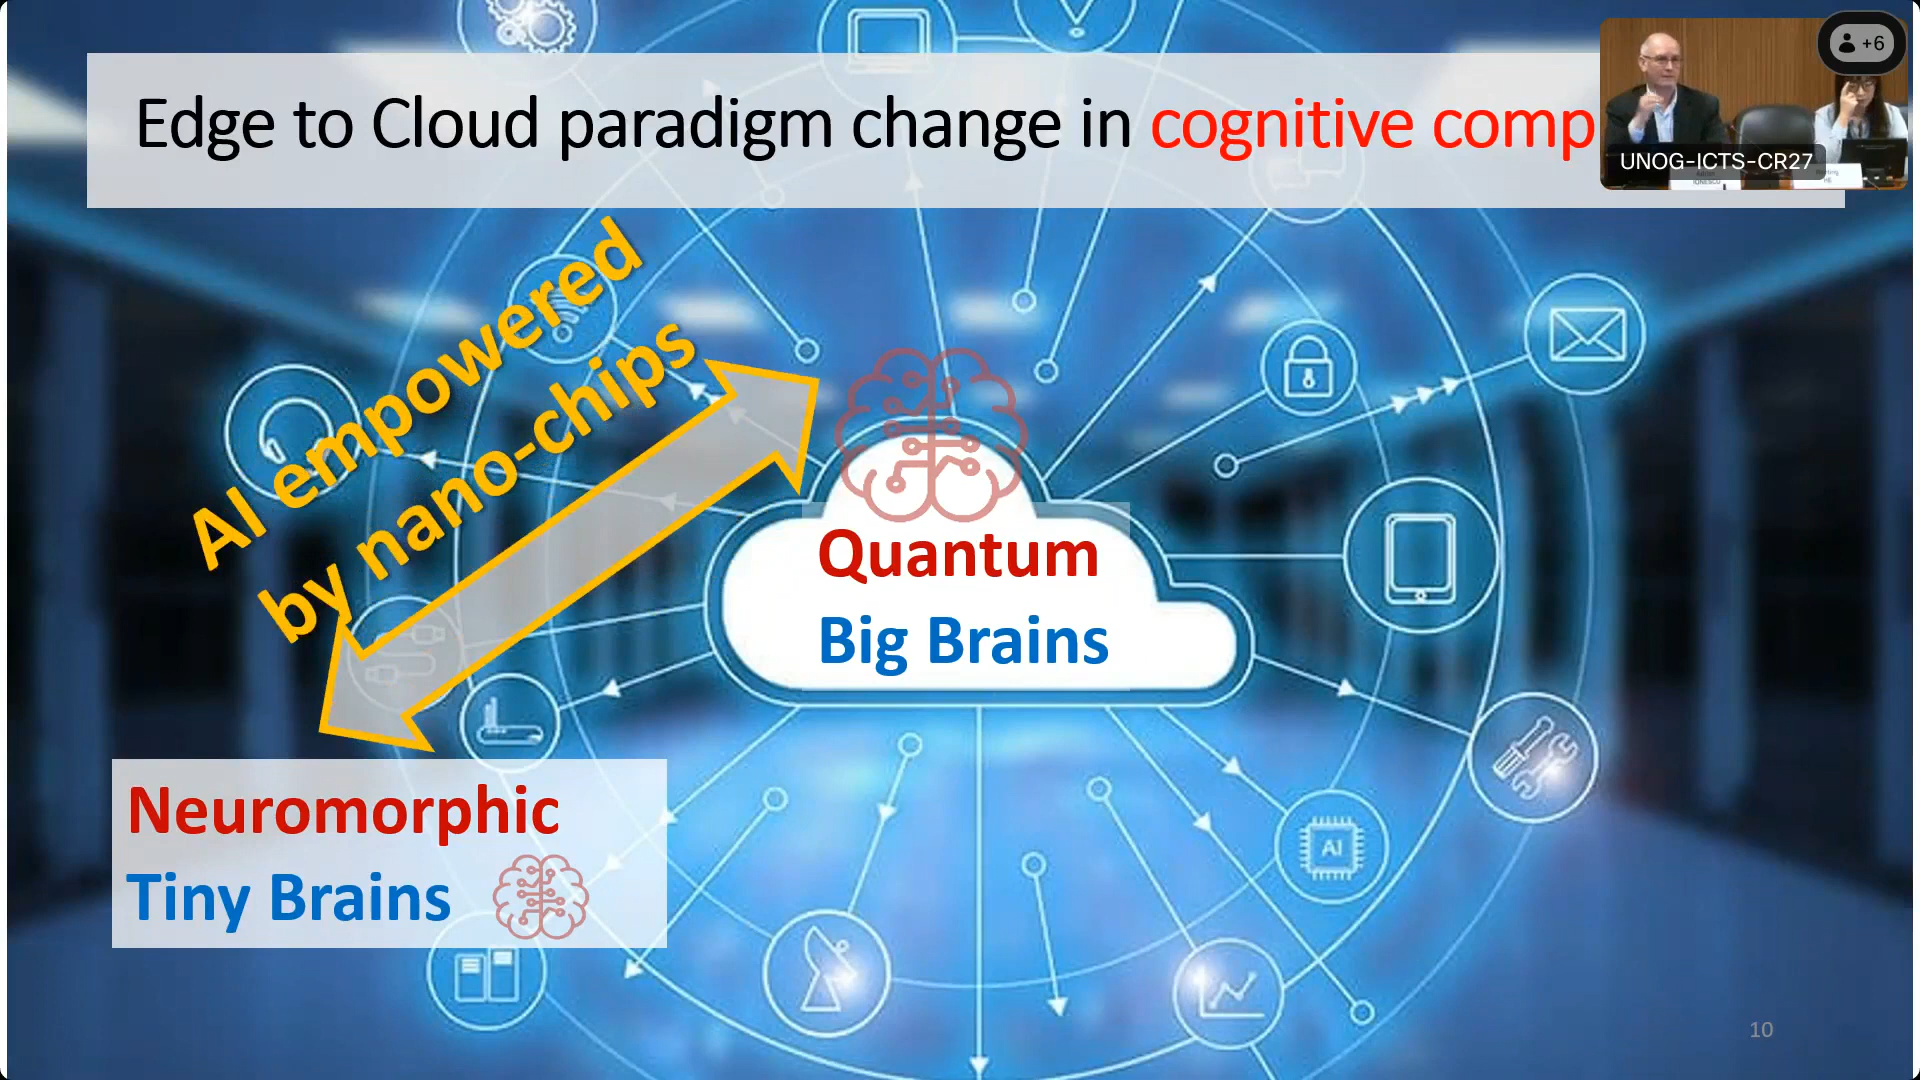 Edge to Cloud paradigm change in cognitive comp
+6
UNOG-ICTS-CR27
IONESCU
AI empowered
by nano-chips
Quantum
Big Brains
Neuromorphic
Tiny Brains
AI
10